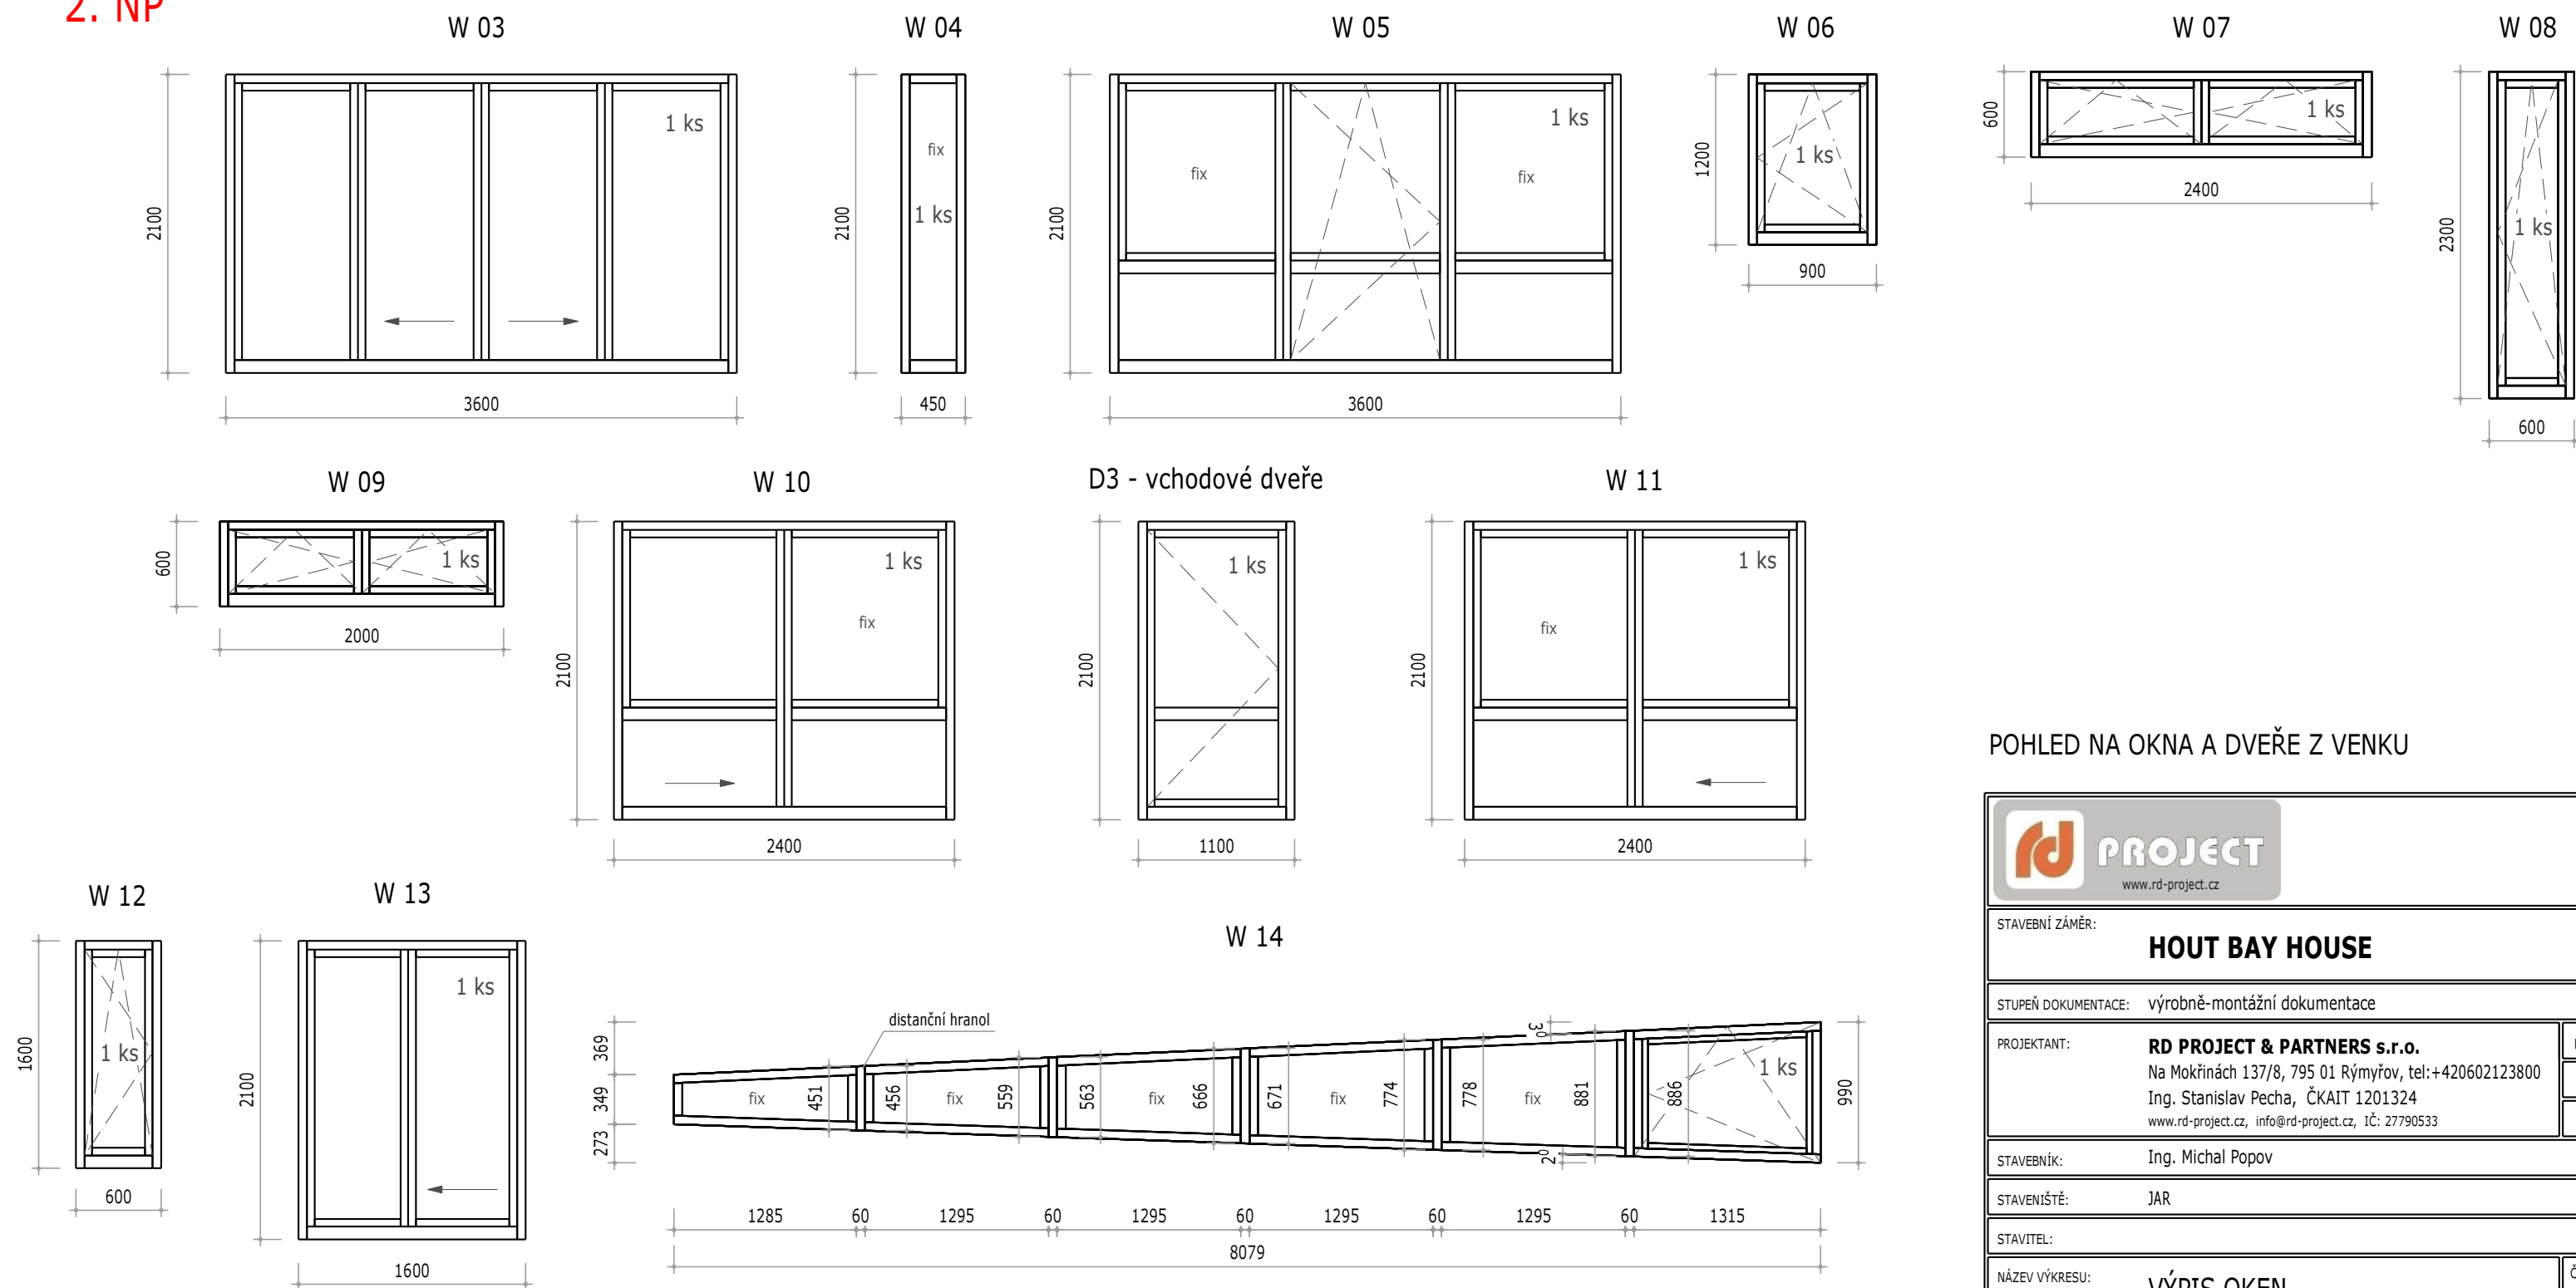 2. NP
W 03
W 04
W 05
W 06
W 07
W 08
2100
1 ks
3600
2100
fix
1 ks
450
2100
fix
1 ks
fix
3600
1200
1 ks
900
600
1 ks
2400
2300
1 ks
600
W 09
W 10
D3 - vchodové dveře
W 11
600
1 ks
2000
2100
1 ks
fix
2400
2100
1 ks
1100
2100
fix
1 ks
2400
POHLED NA OKNA A DVEŘE Z VENKU
W 12
W 13
W 14
1600
1 ks
600
2100
1 ks
1600
distanční hranol
369
349
273
fix
451
456
fix
559
563
fix
666
671
fix
774
778
fix
881
886
3⁰
2⁰
1 ks
990
1285 60 1295 60 1295 60 1295 60 1295 60 1315
8079
rd PROJECT
www.rd-project.cz
STAVEBNÍ ZÁMĚR:
HOUT BAY HOUSE
STUPEŇ DOKUMENTACE: výrobně-montážní dokumentace
PROJEKTANT: RD PROJECT & PARTNERS s.r.o.
Na Mokřinách 137/8, 795 01 Rýmyřov, tel:+420602123800
Ing. Stanislav Pecha, ČKAIT 1201324
www.rd-project.cz, info@rd-project.cz, IČ: 27790533
STAVEBNÍK: Ing. Michal Popov
STAVENIŠTĚ: JAR
STAVITEL:
NÁZEV VÝKRESU: VÝPIS OKEN